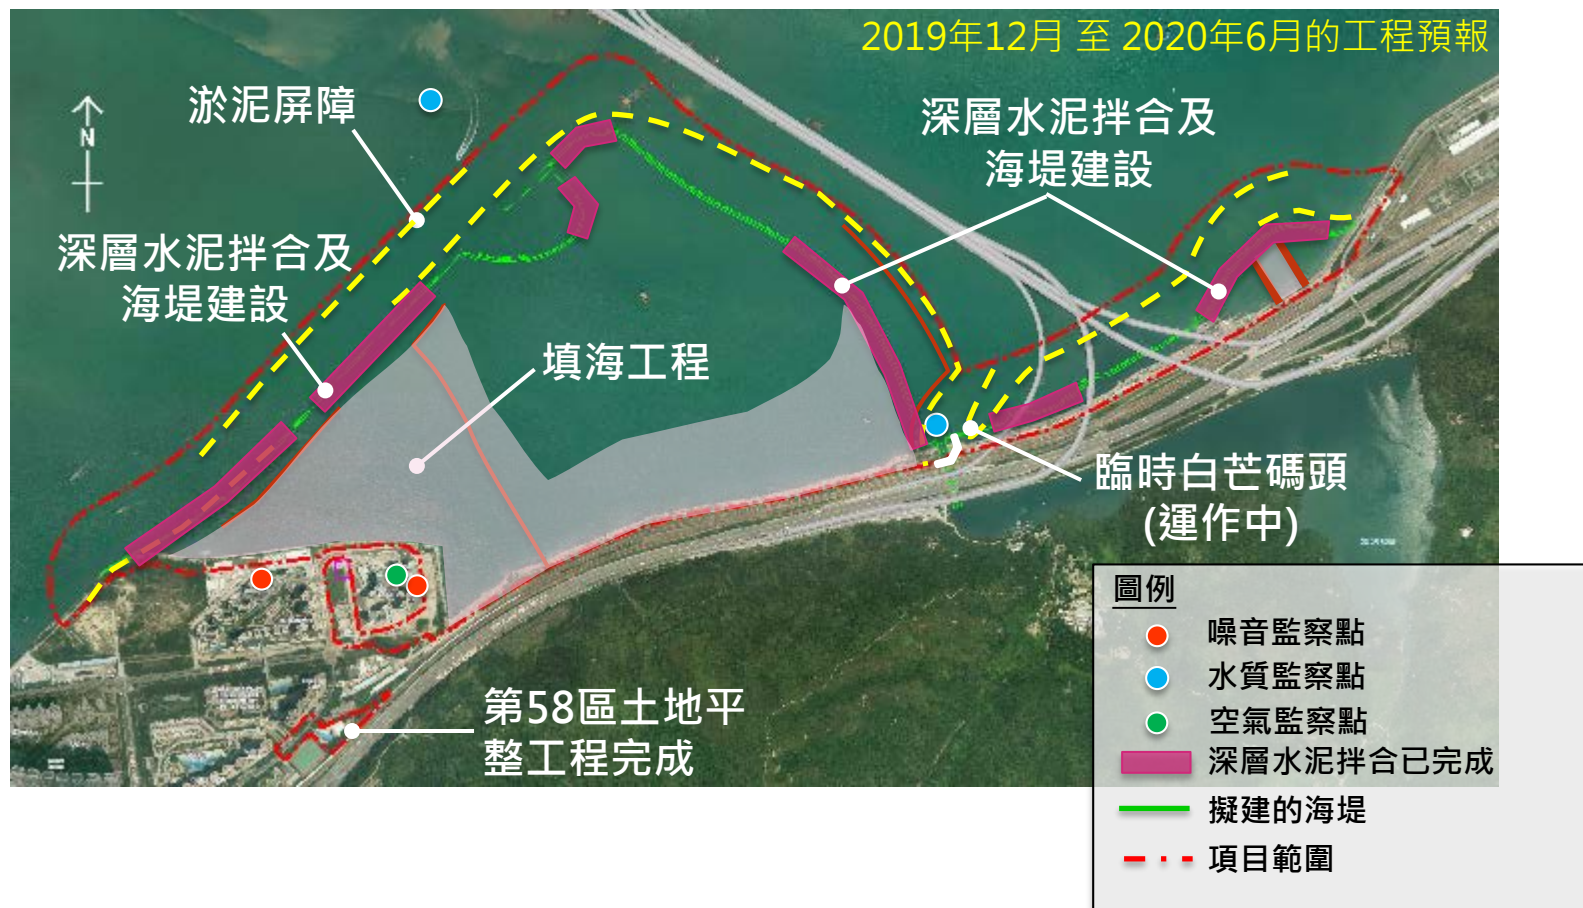 2019年12月 至 2020年6月的工程預報
淤泥屏障
N
深層水泥拌合及
海堤建設
深層水泥拌合及
海堤建設
填海工程
臨時白芒碼頭
(運作中)
第58區土地平
整工程完成
圖例
噪音監察點
水質監察點
空氣監察點
深層水泥拌合已完成
擬建的海堤
項目範圍